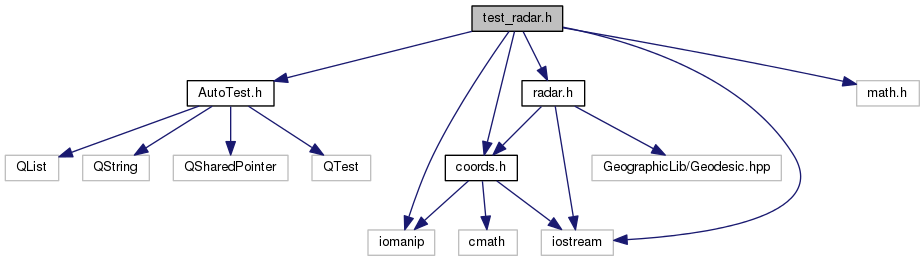 test_radar.h
AutoTest.h
radar.h
math.h
QList
QString
QSharedPointer
QTest
coords.h
GeographicLib/Geodesic.hpp
iomanip
cmath
iostream